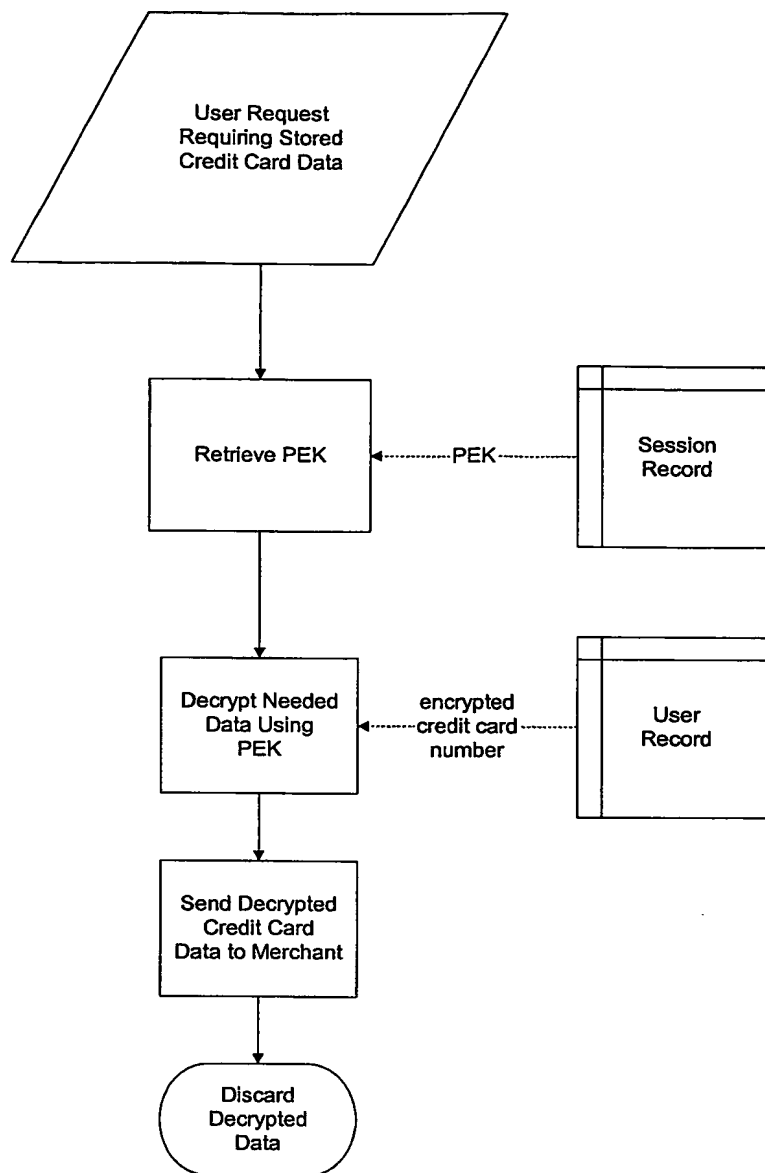 User Request
Requiring Stored
Credit Card Data
Retrieve PEK
PEK
Session
Record
Decrypt Needed
Data Using
PEK
encrypted
credit card
number
User
Record
Send Decrypted
Credit Card
Data to Merchant
Discard
Decrypted
Data